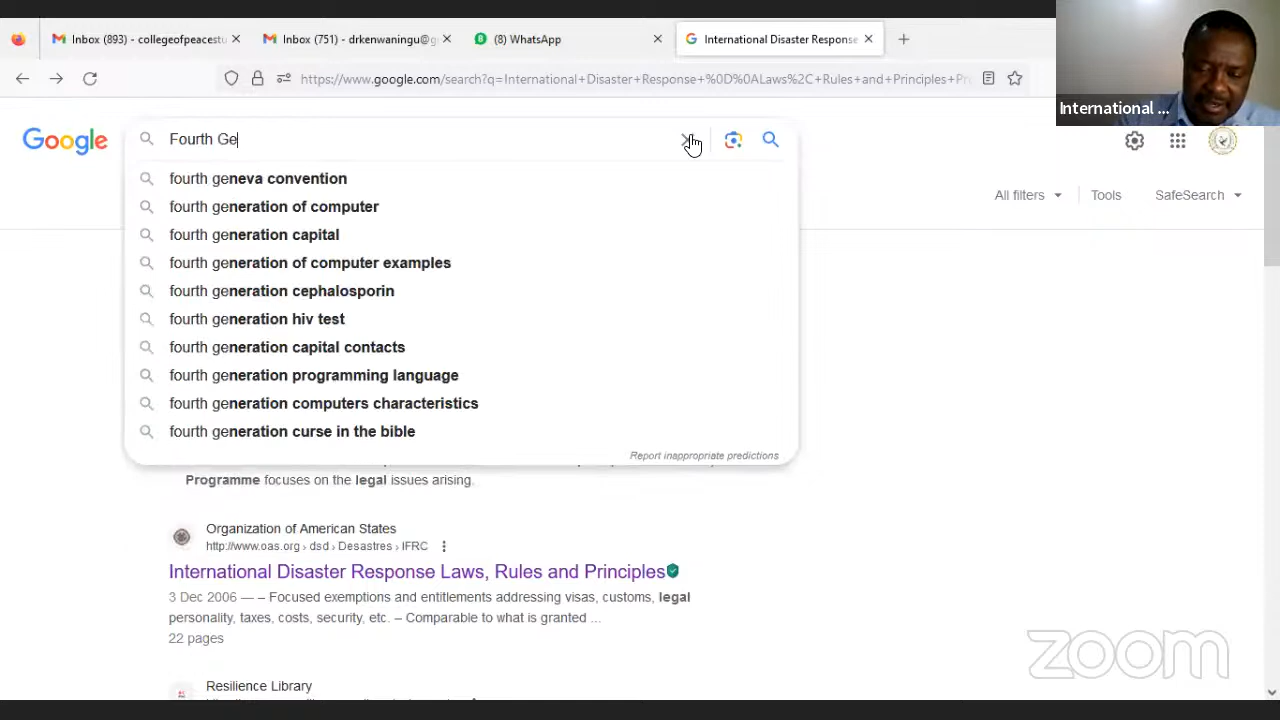 Inbox (893) - collegeofpeacestu
Inbox (751) - drkenwaningu@g
(8) WhatsApp
International Disaster Response
https://www.google.com/search?q=International+Disaster+Response+%0D%0ALaws%2C+Rules+and+Principles+Pr
International ...
Google
Fourth Ge
fourth geneva convention
fourth generation of computer
fourth generation capital
fourth generation of computer examples
fourth generation cephalosporin
fourth generation hiv test
fourth generation capital contacts
fourth generation programming language
fourth generation computers characteristics
fourth generation curse in the bible
Report inappropriate predictions
All filters
Tools
SafeSearch
Programme focuses on the legal issues arising.
Organization of American States
http://www.oas.org › dsd › Desastres › IFRC
International Disaster Response Laws, Rules and Principles
3 Dec 2006 — – Focused exemptions and entitlements addressing visas, customs, legal
personality, taxes, costs, security, etc. – Comparable to what is granted ...
22 pages
Resilience Library
zoom